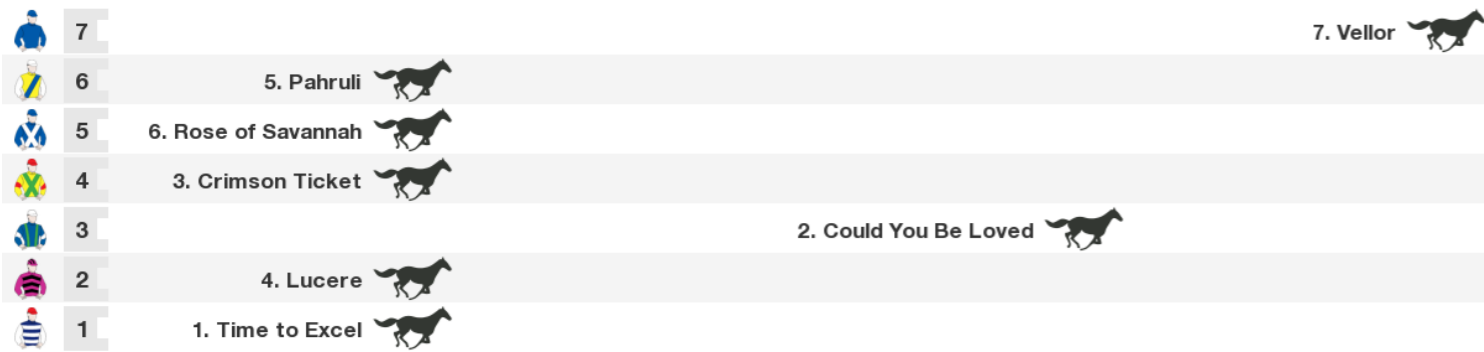 7 7. Vellor
6 5. Pahruli
5 6. Rose of Savannah
4 3. Crimson Ticket
3 2. Could You Be Loved
2 4. Lucere
1 1. Time to Excel